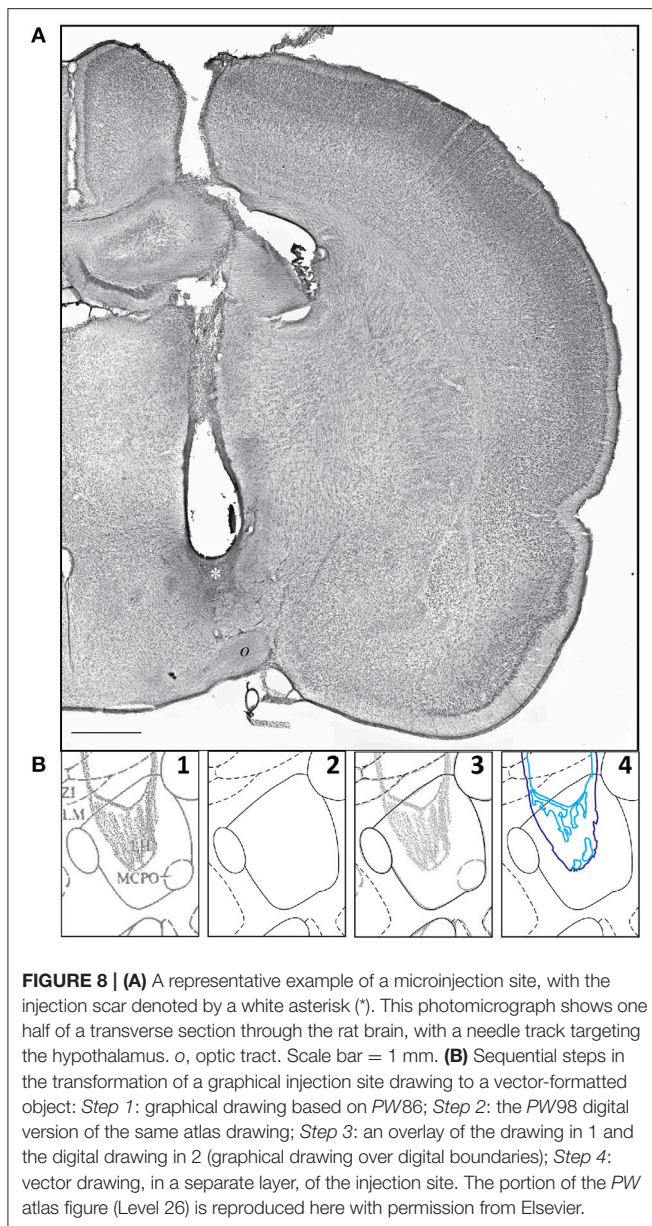 A
*
o
B
1
2
3
4
ZI
LM
LH
MCPO
FIGURE 8 | (A) A representative example of a microinjection site, with the
injection scar denoted by a white asterisk (*). This photomicrograph shows one
half of a transverse section through the rat brain, with a needle track targeting
the hypothalamus. o, optic tract. Scale bar = 1 mm. (B) Sequential steps in
the transformation of a graphical injection site drawing to a vector-formatted
object: Step 1: graphical drawing based on PW86; Step 2: the PW98 digital
version of the same atlas drawing; Step 3: an overlay of the drawing in 1 and
the digital drawing in 2 (graphical drawing over digital boundaries); Step 4:
vector drawing, in a separate layer, of the injection site. The portion of the PW
atlas figure (Level 26) is reproduced here with permission from Elsevier.